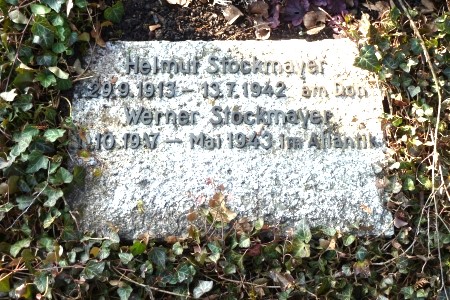 Helmut Stockmayer
29.9.1913 – 13.7.1942 am Don
Werner Stockmayer
.10.1917 – Mai 1943 im Atlantik